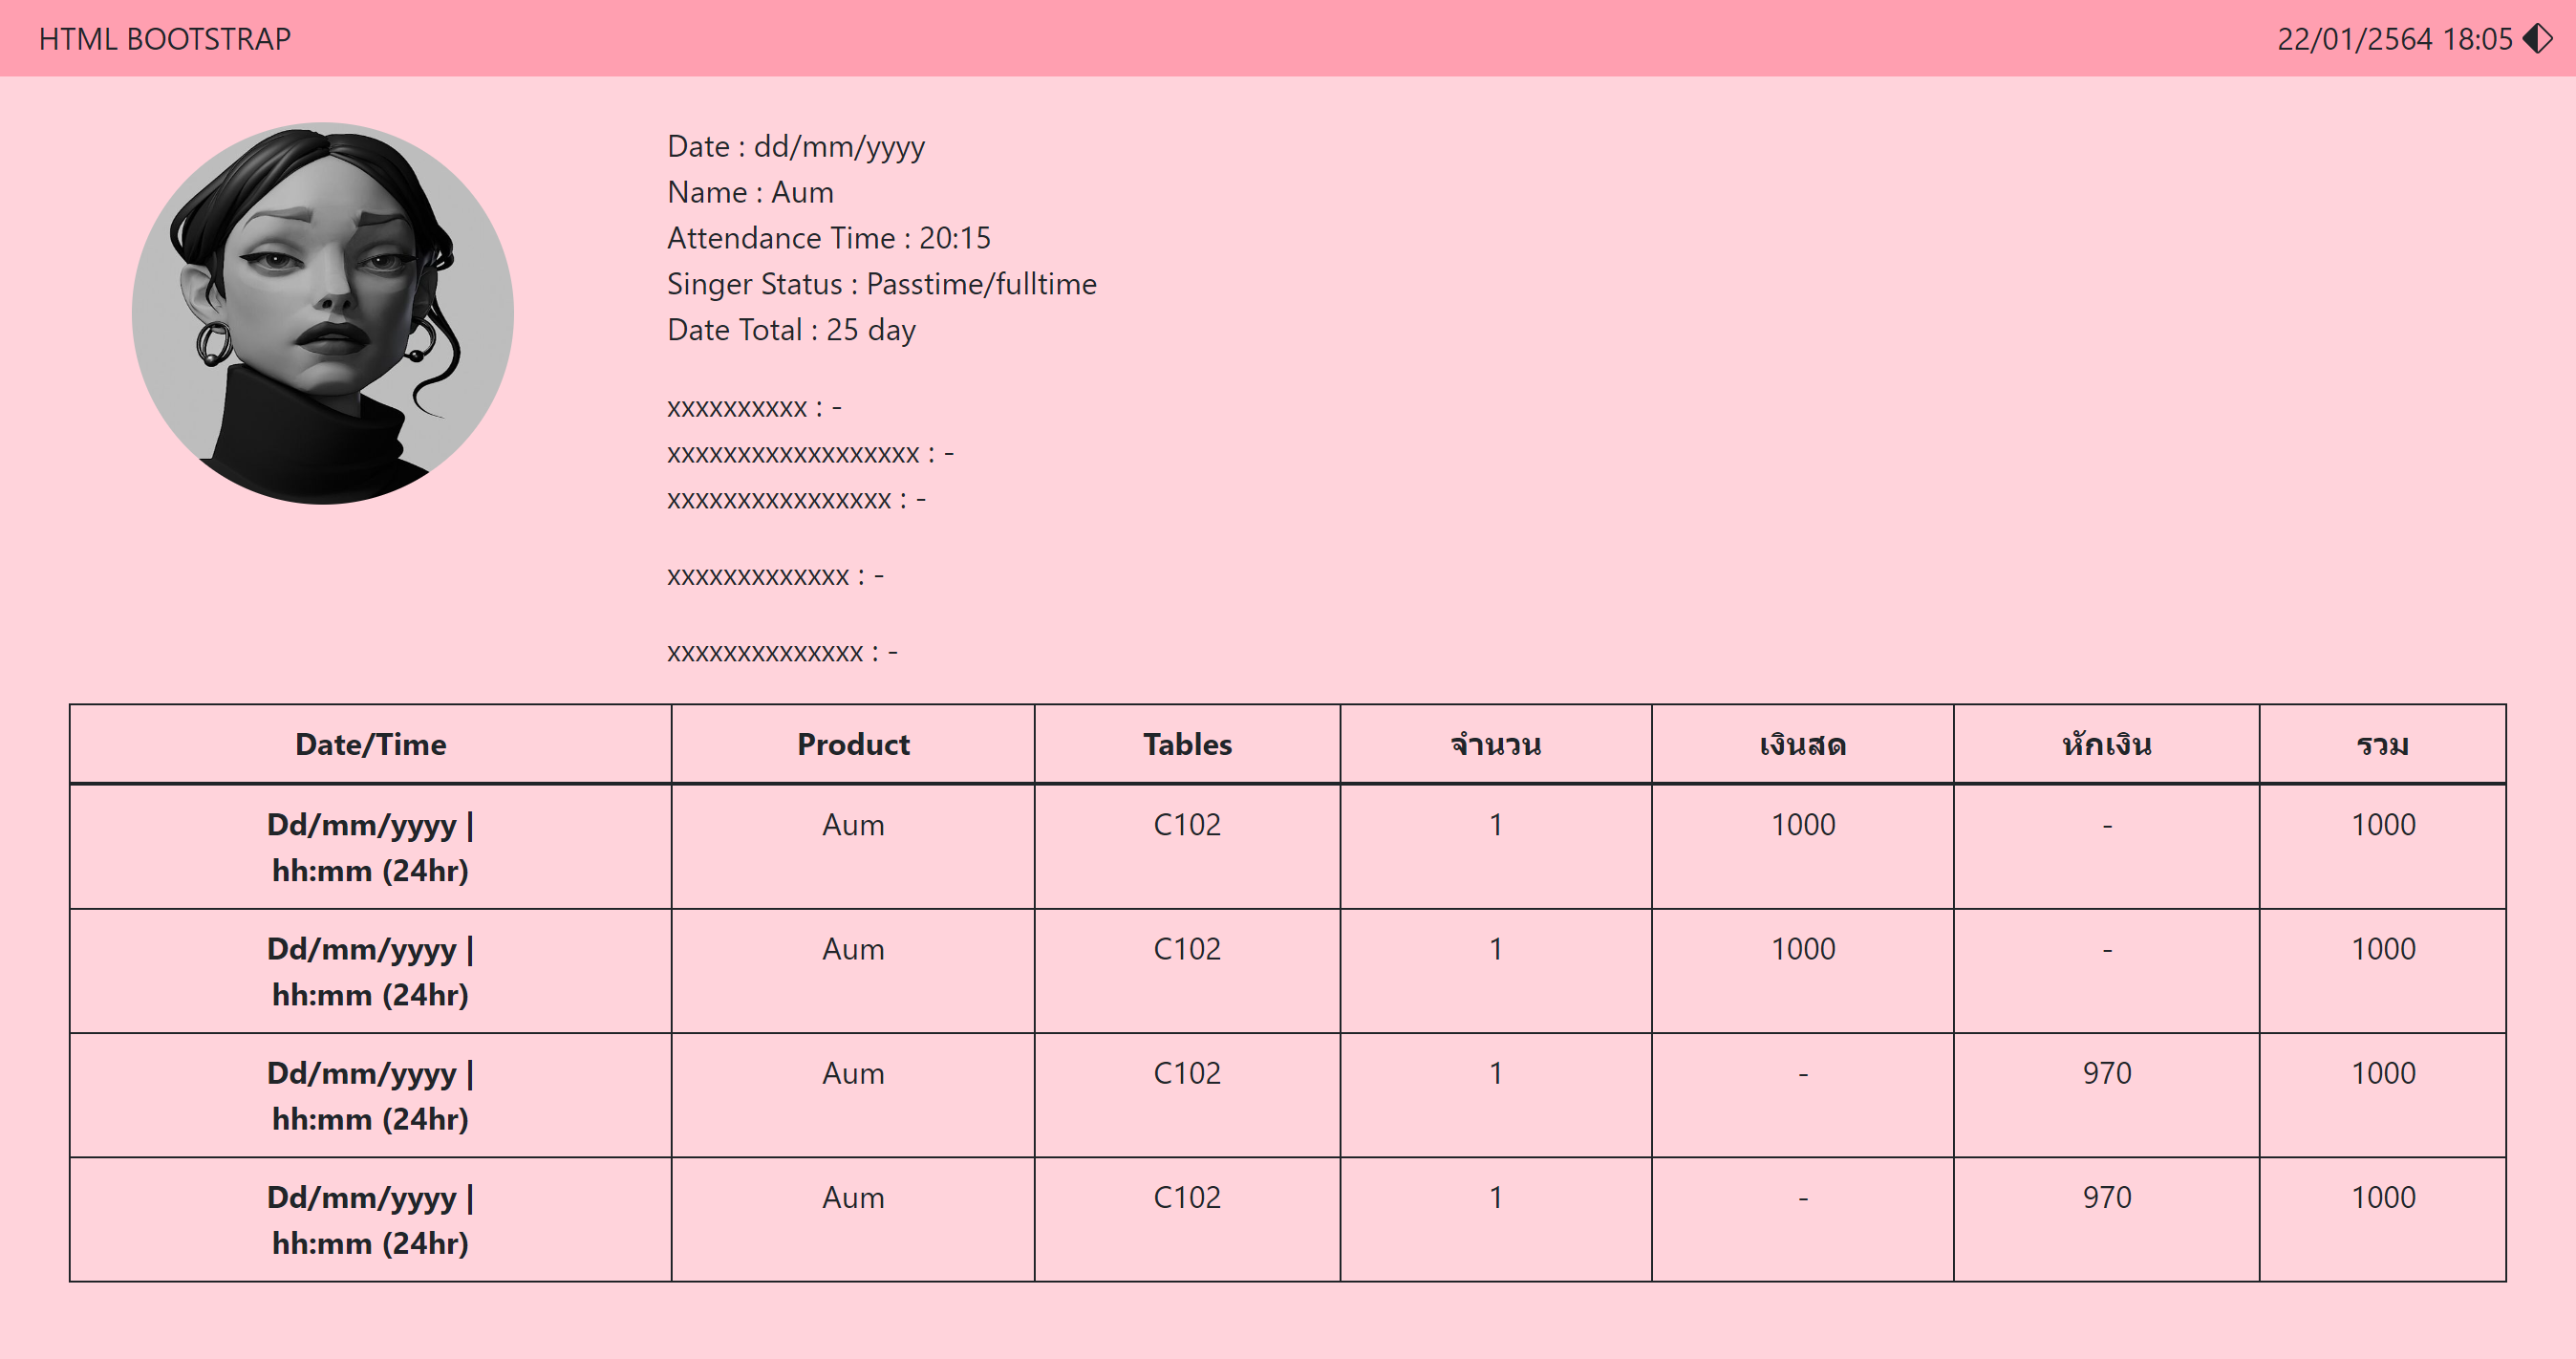 HTML BOOTSTRAP
22/01/2564 18:05
Date : dd/mm/yyyy
Name : Aum
Attendance Time : 20:15
Singer Status : Passtime/fulltime
Date Total : 25 day
xxxxxxxxxx : -
xxxxxxxxxxxxxxxxxx : -
xxxxxxxxxxxxxxxx : -
xxxxxxxxxxxxx : -
xxxxxxxxxxxxxx : -
Date/Time Product Tables จำนวน เงินสด หักเงิน รวม
Dd/mm/yyyy | Aum C102 1 1000 - 1000
hh:mm (24hr)
Dd/mm/yyyy | Aum C102 1 1000 - 1000
hh:mm (24hr)
Dd/mm/yyyy | Aum C102 1 - 970 1000
hh:mm (24hr)
Dd/mm/yyyy | Aum C102 1 - 970 1000
hh:mm (24hr)